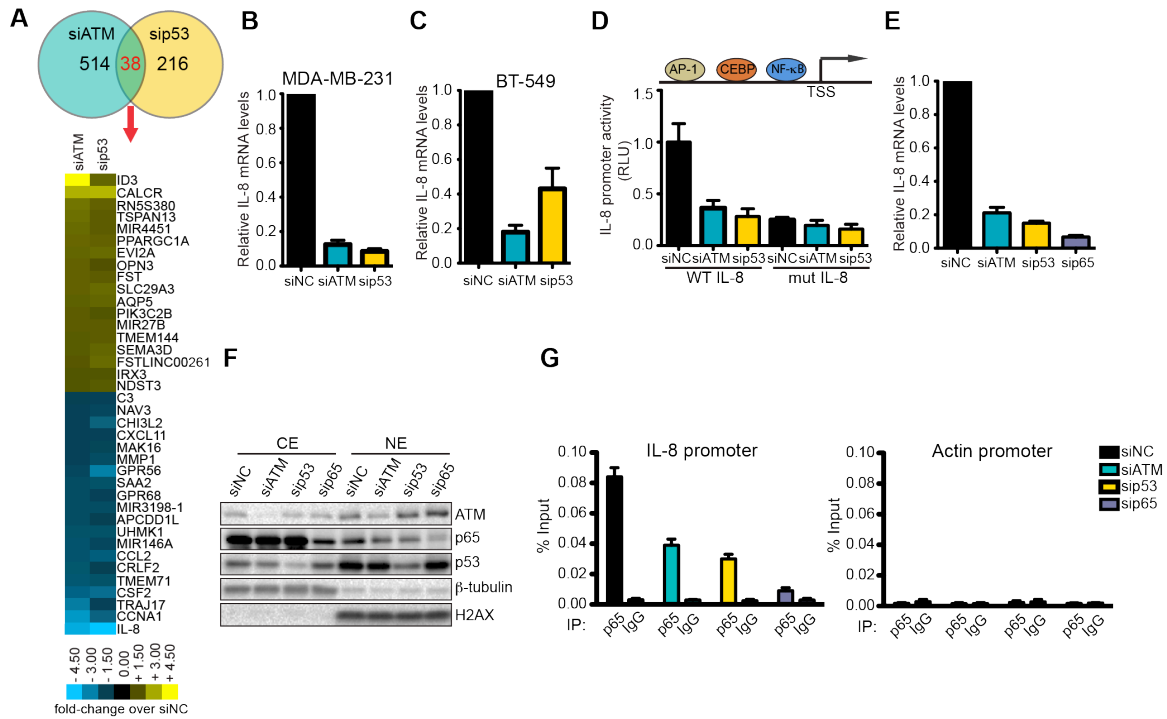 A
siATM
sip53
514
38
216
siATM
sip53
ID3
CALCR
RN5S380
TSPAN13
MIR4451
PPARGC1A
EVI2A
OPN3
FST
SLC29A3
AQP5
PIK3C2B
MIR27B
TMEM144
SEMA3D
FSTLINC00261
IRX3
NDST3
C3
NAV3
CHI3L2
CXCL11
MAK16
MMP1
GPR56
SAA2
GPR68
MIR3198-1
APCDD1L
UHMK1
MIR146A
CCL2
CRLF2
TMEM71
CSF2
TRAJ17
CCNA1
IL-8
- 4.50
- 3.00
- 1.50
0.00
+ 1.50
+ 3.00
+ 4.50
fold-change over siNC
B
MDA-MB-231
Relative IL-8 mRNA levels
1.0
0.8
0.6
0.4
0.2
0.0
siNC siATM sip53
C
BT-549
Relative IL-8 mRNA levels
1.0
0.8
0.6
0.4
0.2
0.0
siNC siATM sip53
D
AP-1 CEBP NF-κB
TSS
IL-8 promoter activity
(RLU)
1.5
1.0
0.5
0.0
siNC siATM sip53 siNC siATM sip53
WT IL-8 mut IL-8
E
Relative IL-8 mRNA levels
1.0
0.8
0.6
0.4
0.2
0.0
siNC siATM sip53 sip65
F
CE NE
siNC siATM sip53 sip65 siNC siATM sip53 sip65
ATM
p65
p53
β-tubulin
H2AX
G
IL-8 promoter
% Input
0.10
0.08
0.06
0.04
0.02
0.00
IP: p65 IgG p65 IgG p65 IgG p65 IgG
Actin promoter
% Input
0.10
0.08
0.06
0.04
0.02
0.00
IP: p65 IgG p65 IgG p65 IgG p65 IgG
siNC
siATM
sip53
sip65